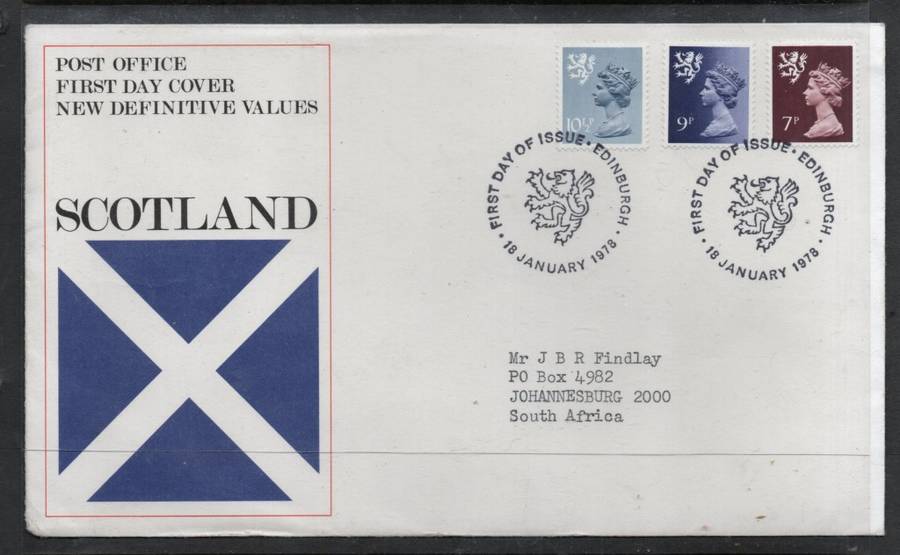 POST OFFICE
FIRST DAY COVER
NEW DEFINITIVE VALUES
SCOTLAND
10½P
9P
7P
FIRST DAY OF ISSUE • EDINBURGH • 18 JANUARY 1978 •
FIRST DAY OF ISSUE • EDINBURGH • 18 JANUARY 1978 •
Mr J B R Findlay
PO Box 4982
JOHANNESBURG 2000
South Africa